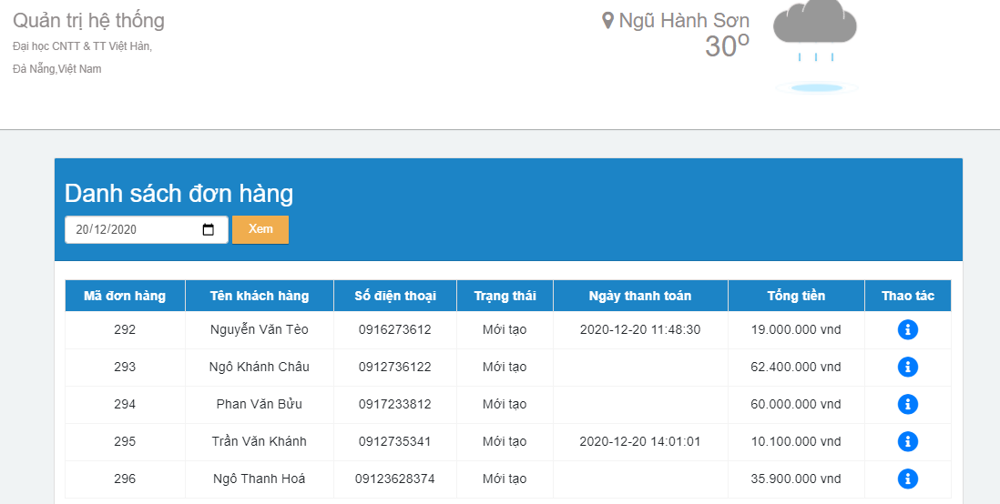 Quản trị hệ thống
Đại học CNTT & TT Việt Hàn,
Đà Nẵng,Việt Nam
Ngũ Hành Sơn
30°
Danh sách đơn hàng
20/12/2020 Xem
Mã đơn hàng Tên khách hàng Số điện thoại Trạng thái Ngày thanh toán Tổng tiền Thao tác
292 Nguyễn Văn Tèo 0916273612 Mới tạo 2020-12-20 11:48:30 19.000.000 vnd
293 Ngô Khánh Châu 0912736122 Mới tạo 62.400.000 vnd
294 Phan Văn Bửu 0917233812 Mới tạo 60.000.000 vnd
295 Trần Văn Khánh 0912735341 Mới tạo 2020-12-20 14:01:01 10.100.000 vnd
296 Ngô Thanh Hoá 09123628374 Mới tạo 35.900.000 vnd